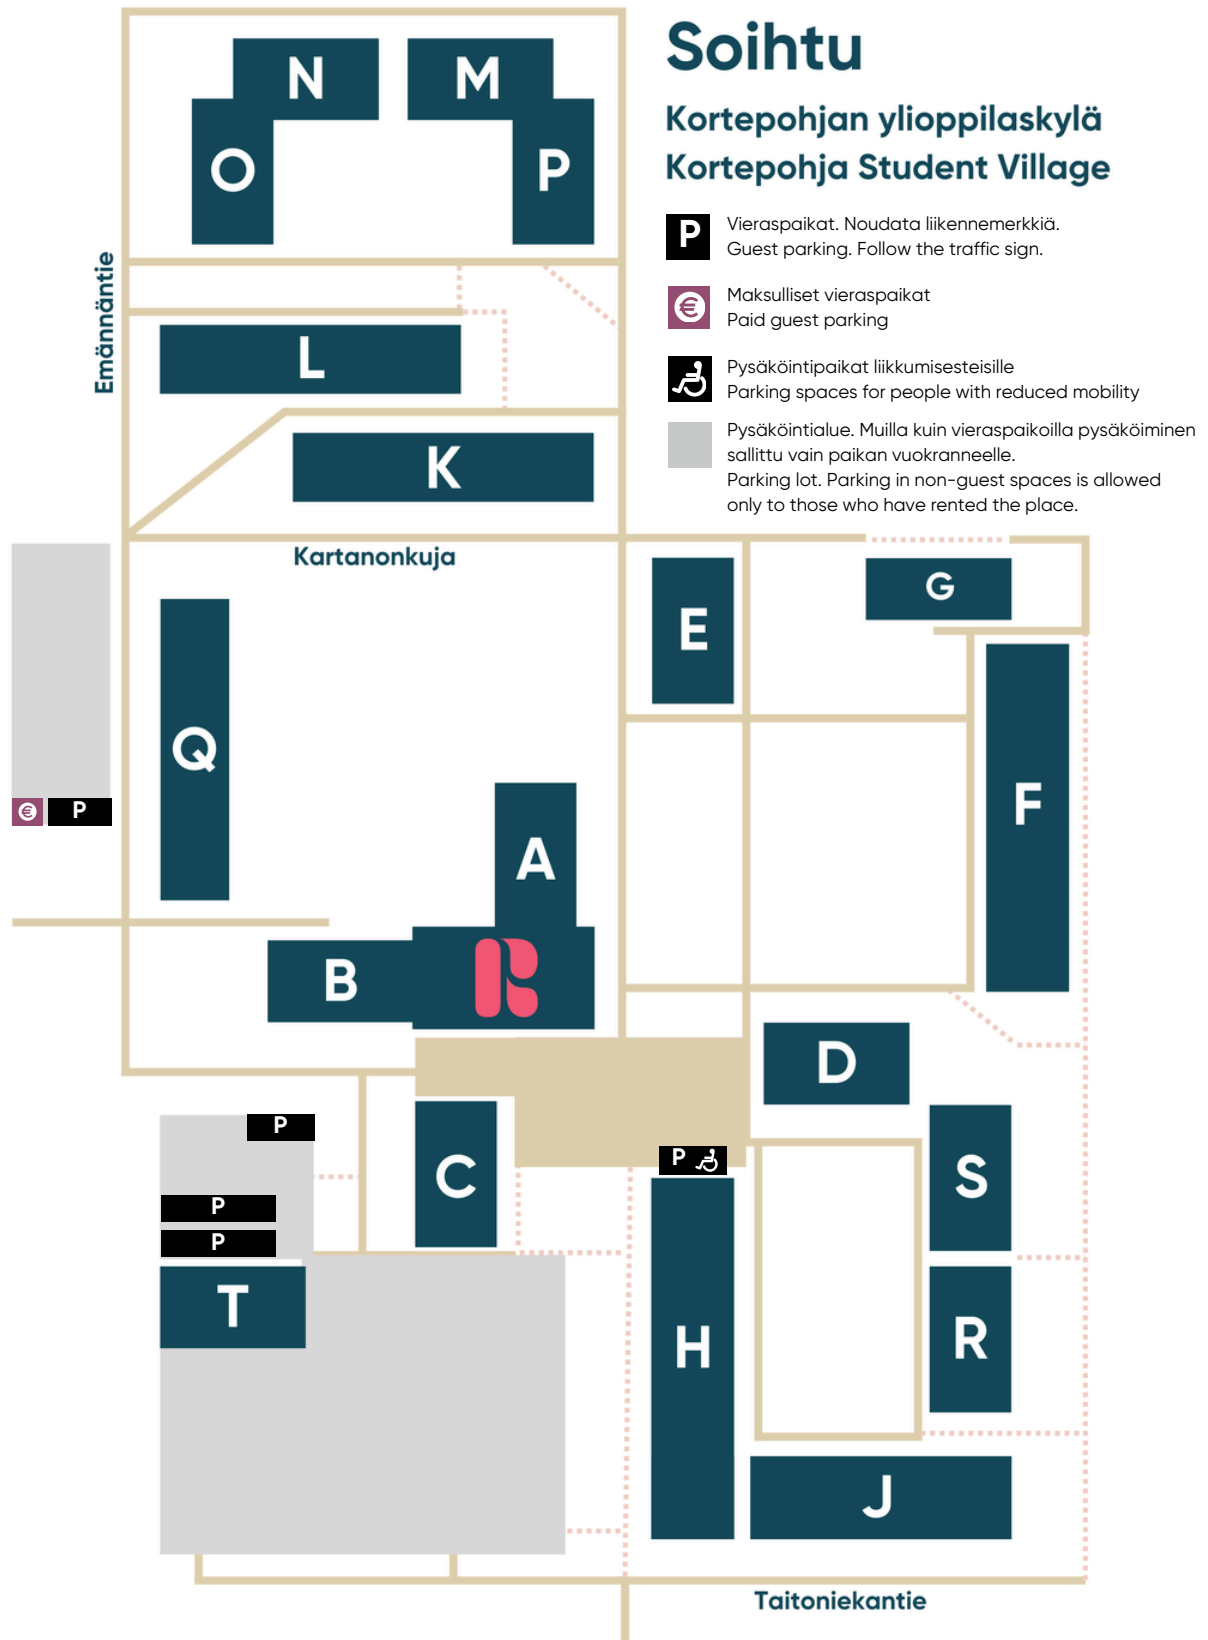 Soihtu
Kortepohjan ylioppilaskylä
Kortepohja Student Village
P
Vieraspaikat. Noudata liikennemerkkiä.
Guest parking. Follow the traffic sign.
€
Maksulliset vieraspaikat
Paid guest parking
Pysäköintipaikat liikkumisesteisille
Parking spaces for people with reduced mobility
Pysäköintialue. Muilla kuin vieraspaikoilla pysäköiminen
sallittu vain paikan vuokranneelle.
Parking lot. Parking in non-guest spaces is allowed
only to those who have rented the place.
N
M
O
P
Emännäntie
L
K
Kartanonkuja
E
G
Q
F
€
P
A
B
R
D
P
C
P
S
P
P
T
H
R
J
Taitoniekantie